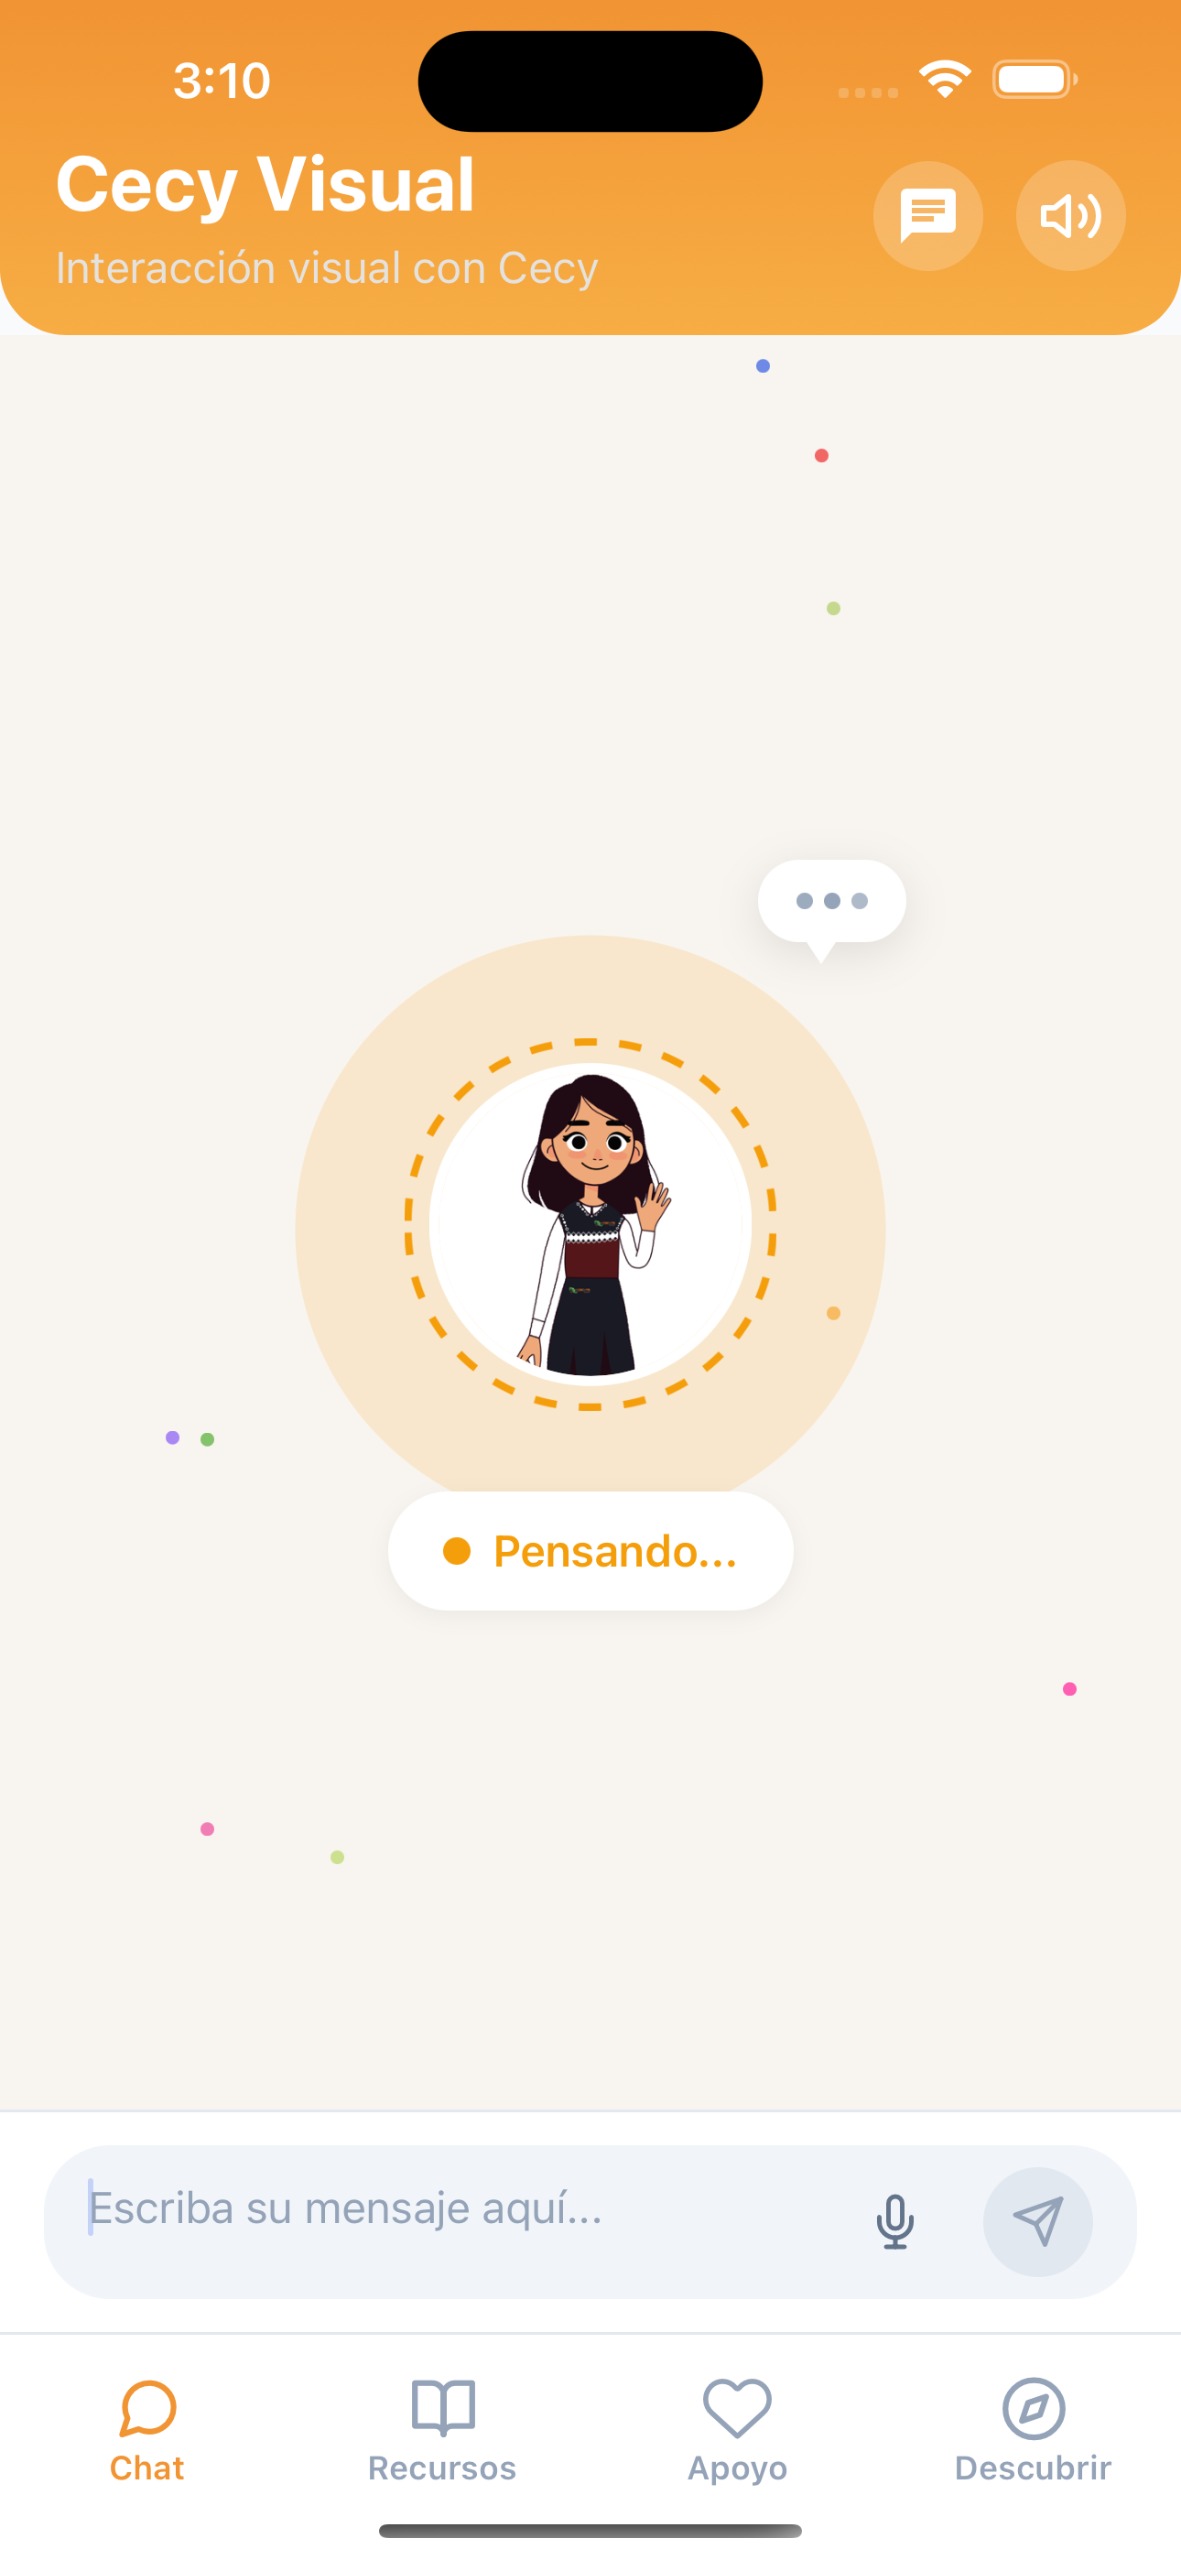 3:10
Cecy Visual
Interacción visual con Cecy
Pensando...
Escriba su mensaje aquí...
Chat
Recursos
Apoyo
Descubrir